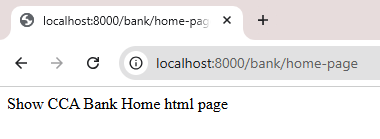 localhost:8000/bank/home-pag
localhost:8000/bank/home-page
Show CCA Bank Home html page